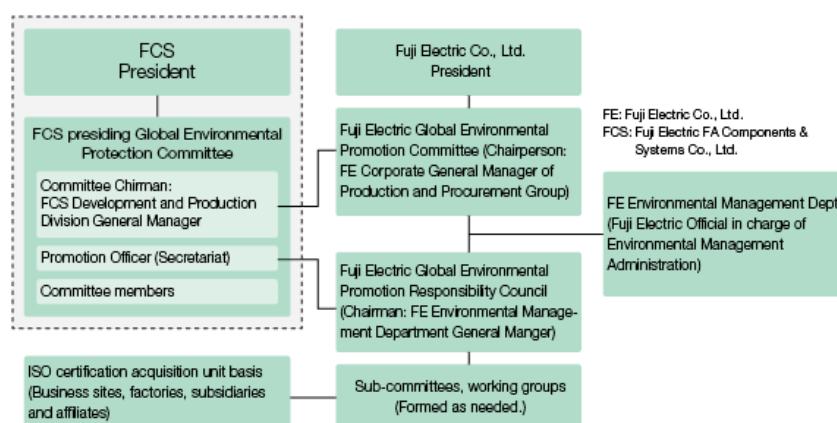 FCS
President
FCS presiding Global Environmental
Protection Committee
Committee Chirman:
FCS Development and Production
Division General Manager
Promotion Officer (Secretariat)
Committee members
ISO certification acquisition unit basis
(Business sites, factories, subsidiaries
and affiliates)
Fuji Electric Co., Ltd.
President
Fuji Electric Global Environmental
Promotion Committee (Chairperson:
FE Corporate General Manager of
Production and Procurement Group)
Fuji Electric Global Environmental
Promotion Responsibility Council
(Chairman: FE Environmental Manage-
ment Department General Manger)
Sub-committees, working groups
(Formed as needed.)
FE: Fuji Electric Co., Ltd.
FCS: Fuji Electric FA Components &
Systems Co., Ltd.
FE Environmental Management Dept
(Fuji Electric Official in charge of
Environmental Management
Administration)